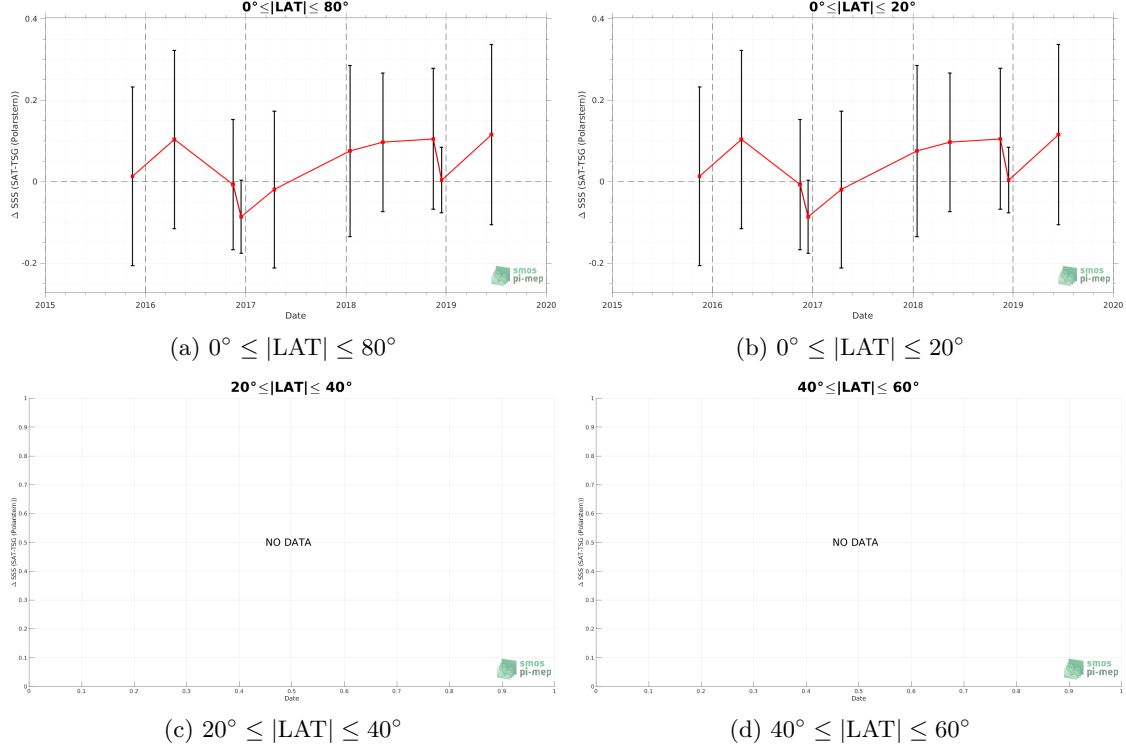 0°≤|LAT|≤ 80°
Δ SSS (SAT-TSG (Polarstern))
0.4
0.2
0
-0.2
2015
2016
2017
2018
2019
2020
Date
smos
pi-mep
(a) 0° ≤ |LAT| ≤ 80°
0°≤|LAT|≤ 20°
Δ SSS (SAT-TSG (Polarstern))
0.4
0.2
0
-0.2
2015
2016
2017
2018
2019
2020
Date
smos
pi-mep
(b) 0° ≤ |LAT| ≤ 20°
20°≤|LAT|≤ 40°
Δ SSS (SAT-TSG (Polarstern))
1
0.9
0.8
0.7
0.6
0.5
0.4
0.3
0.2
0.1
0
NO DATA
0
0.1
0.2
0.3
0.4
0.5
0.6
0.7
0.8
0.9
1
Date
smos
pi-mep
(c) 20° ≤ |LAT| ≤ 40°
40°≤|LAT|≤ 60°
Δ SSS (SAT-TSG (Polarstern))
1
0.9
0.8
0.7
0.6
0.5
0.4
0.3
0.2
0.1
0
NO DATA
0
0.1
0.2
0.3
0.4
0.5
0.6
0.7
0.8
0.9
1
Date
smos
pi-mep
(d) 40° ≤ |LAT| ≤ 60°